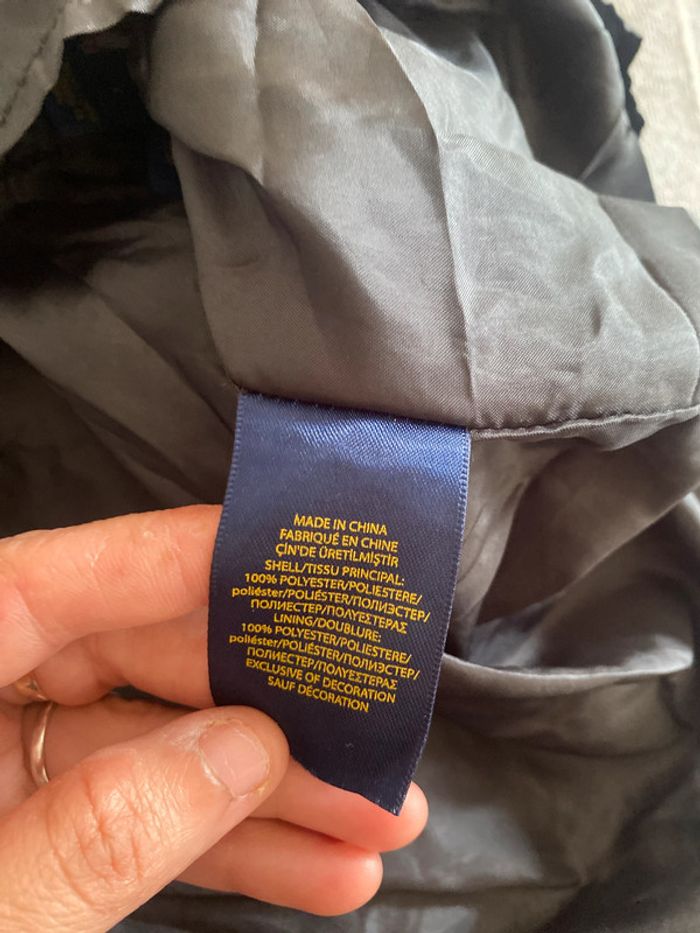 MADE IN CHINA
FABRIQUÉ EN CHINE
ÇİN'DE ÜRETİLMİŞTİR
SHELL/TISSU PRINCIPAL:
100% POLYESTER/POLIESTERE/
poliéster/POLIÉSTER/ПОЛИЭСТЕР/
ПОЛИЕСТЕР/ΠΟΛΥΕΣΤΕΡΑΣ
LINING/DOUBLURE:
100% POLYESTER/POLIESTERE/
poliéster/POLIÉSTER/ПОЛИЭСТЕР/
ПОЛИЕСТЕР/ΠΟΛΥΕΣΤΕΡΑΣ
EXCLUSIVE OF DECORATION
SAUF DÉCORATION